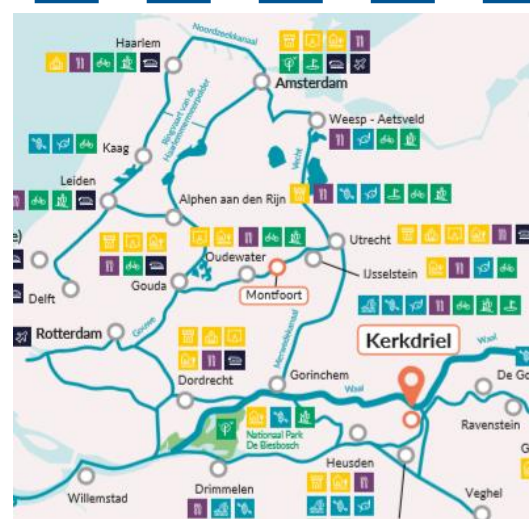 Noordzeekanaal
Haarlem
Amsterdam
Ringvaart van de
Haarlemmermeerpolder
Weesp - Aetsveld
Kaag
Vecht
Leiden
Alphen aan den Rijn
e)
Utrecht
Oudewater
IJsselstein
Delft
Gouda
Montfoort
Rotterdam
Gouwe
Merwedekanaal
Kerkdriel
Waal
Dordrecht
Gorinchem
Waal
De Go
Nationaal Park
De Biesbosch
Ravenstein
Heusden
G
Willemstad
Drimmelen
Veghel